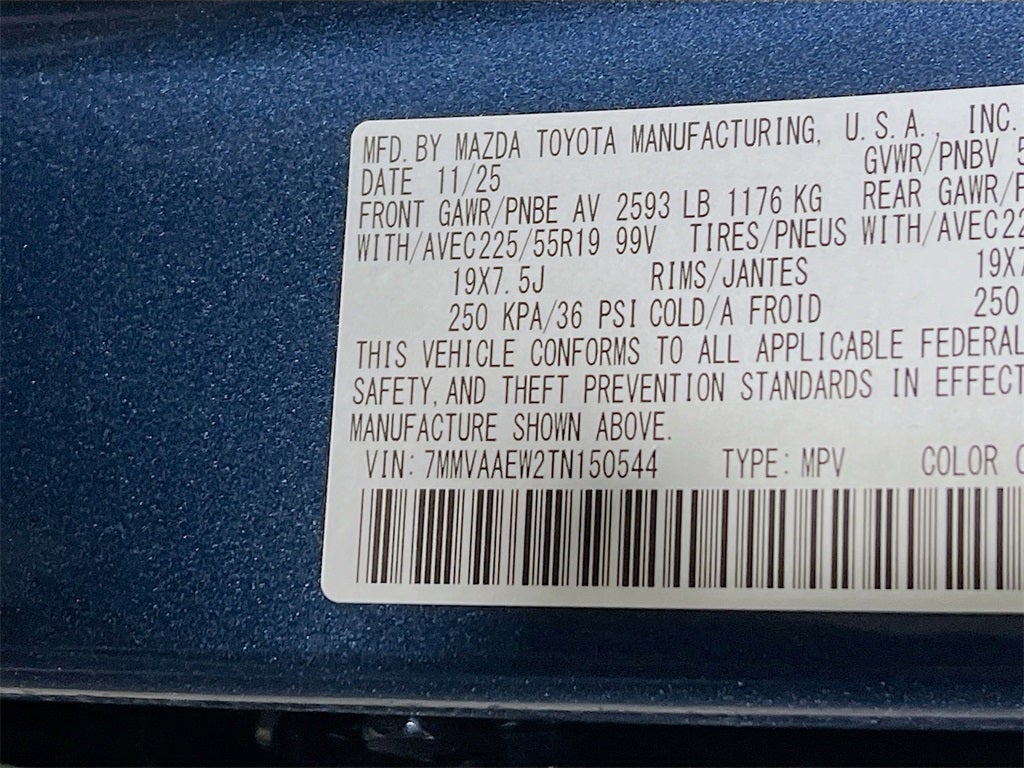 MFD. BY MAZDA TOYOTA MANUFACTURING, U.S.A., INC.
DATE 11/25 GVWR/PNBV 5
FRONT GAWR/PNBE AV 2593 LB 1176 KG REAR GAWR/P
WITH/AVEC225/55R19 99V TIRES/PNEUS WITH/AVEC22
19X7.5J RIMS/JANTES 19X7
250 KPA/36 PSI COLD/A FROID 250
THIS VEHICLE CONFORMS TO ALL APPLICABLE FEDERAL
SAFETY, AND THEFT PREVENTION STANDARDS IN EFFECT
MANUFACTURE SHOWN ABOVE.
VIN: 7MMVAAEW2TN150544 TYPE: MPV COLOR